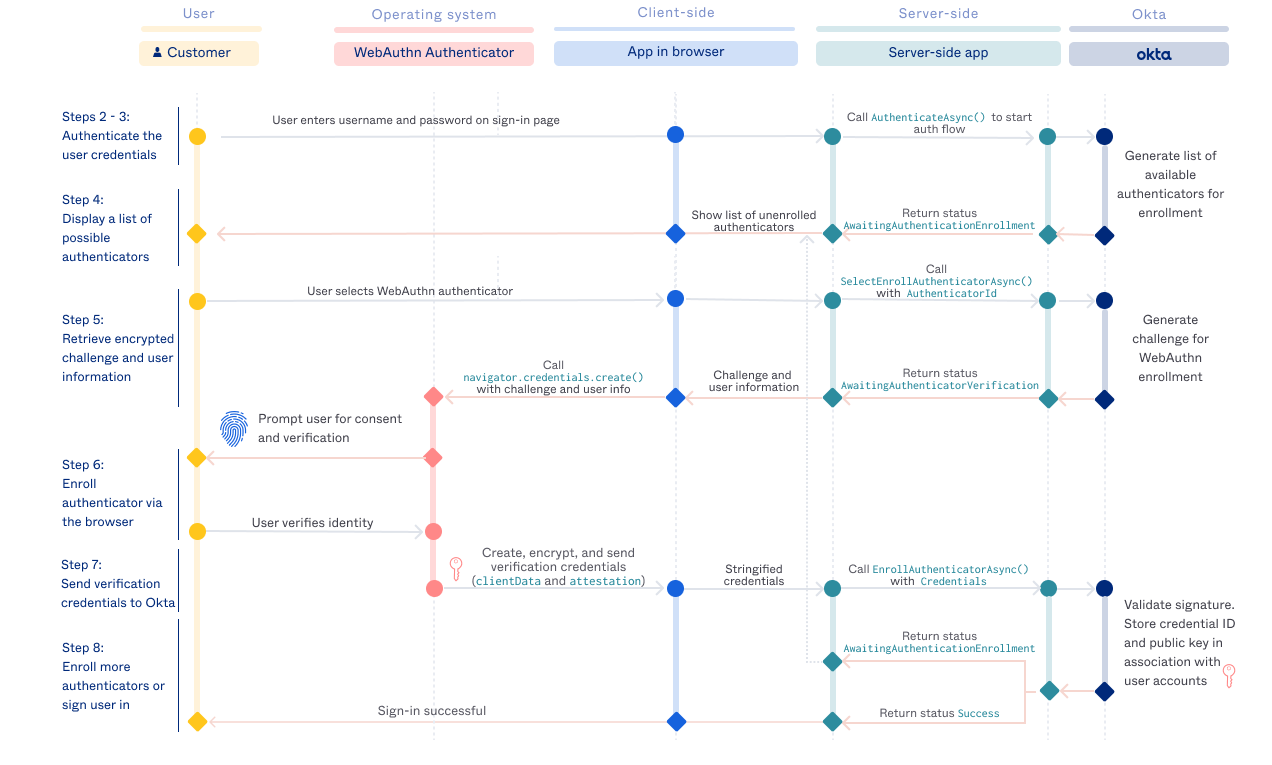 User
Operating system
Client-side
Server-side
Okta
Customer
WebAuthn Authenticator
App in browser
Server-side app
okta
Steps 2 - 3:
Authenticate the
user credentials
User enters username and password on sign-in page
Call AuthenticateAsync() to start
auth flow
Generate list of
available
authenticators for
enrollment
Step 4:
Display a list of
possible
authenticators
Show list of unenrolled
authenticators
Return status
AwaitingAuthenticationEnrollment
Step 5:
Retrieve encrypted
challenge and user
information
User selects WebAuthn authenticator
Call
SelectEnrollAuthenticatorAsync()
with AuthenticatorId
Generate
challenge for
WebAuthn
enrollment
Call
navigator.credentials.create()
with challenge and user info
Challenge and
user information
Return status
AwaitingAuthenticatorVerification
Prompt user for consent
and verification
Step 6:
Enroll
authenticator via
the browser
User verifies identity
Step 7:
Send verification
credentials to Okta
Create, encrypt, and send
verification credentials
(clientData and attestation)
Stringified
credentials
Call EnrollAuthenticatorAsync()
with Credentials
Validate signature.
Store credential ID
and public key in
association with
user accounts
Step 8:
Enroll more
authenticators or
sign user in
Return status
AwaitingAuthenticationEnrollment
Sign-in successful
Return status Success